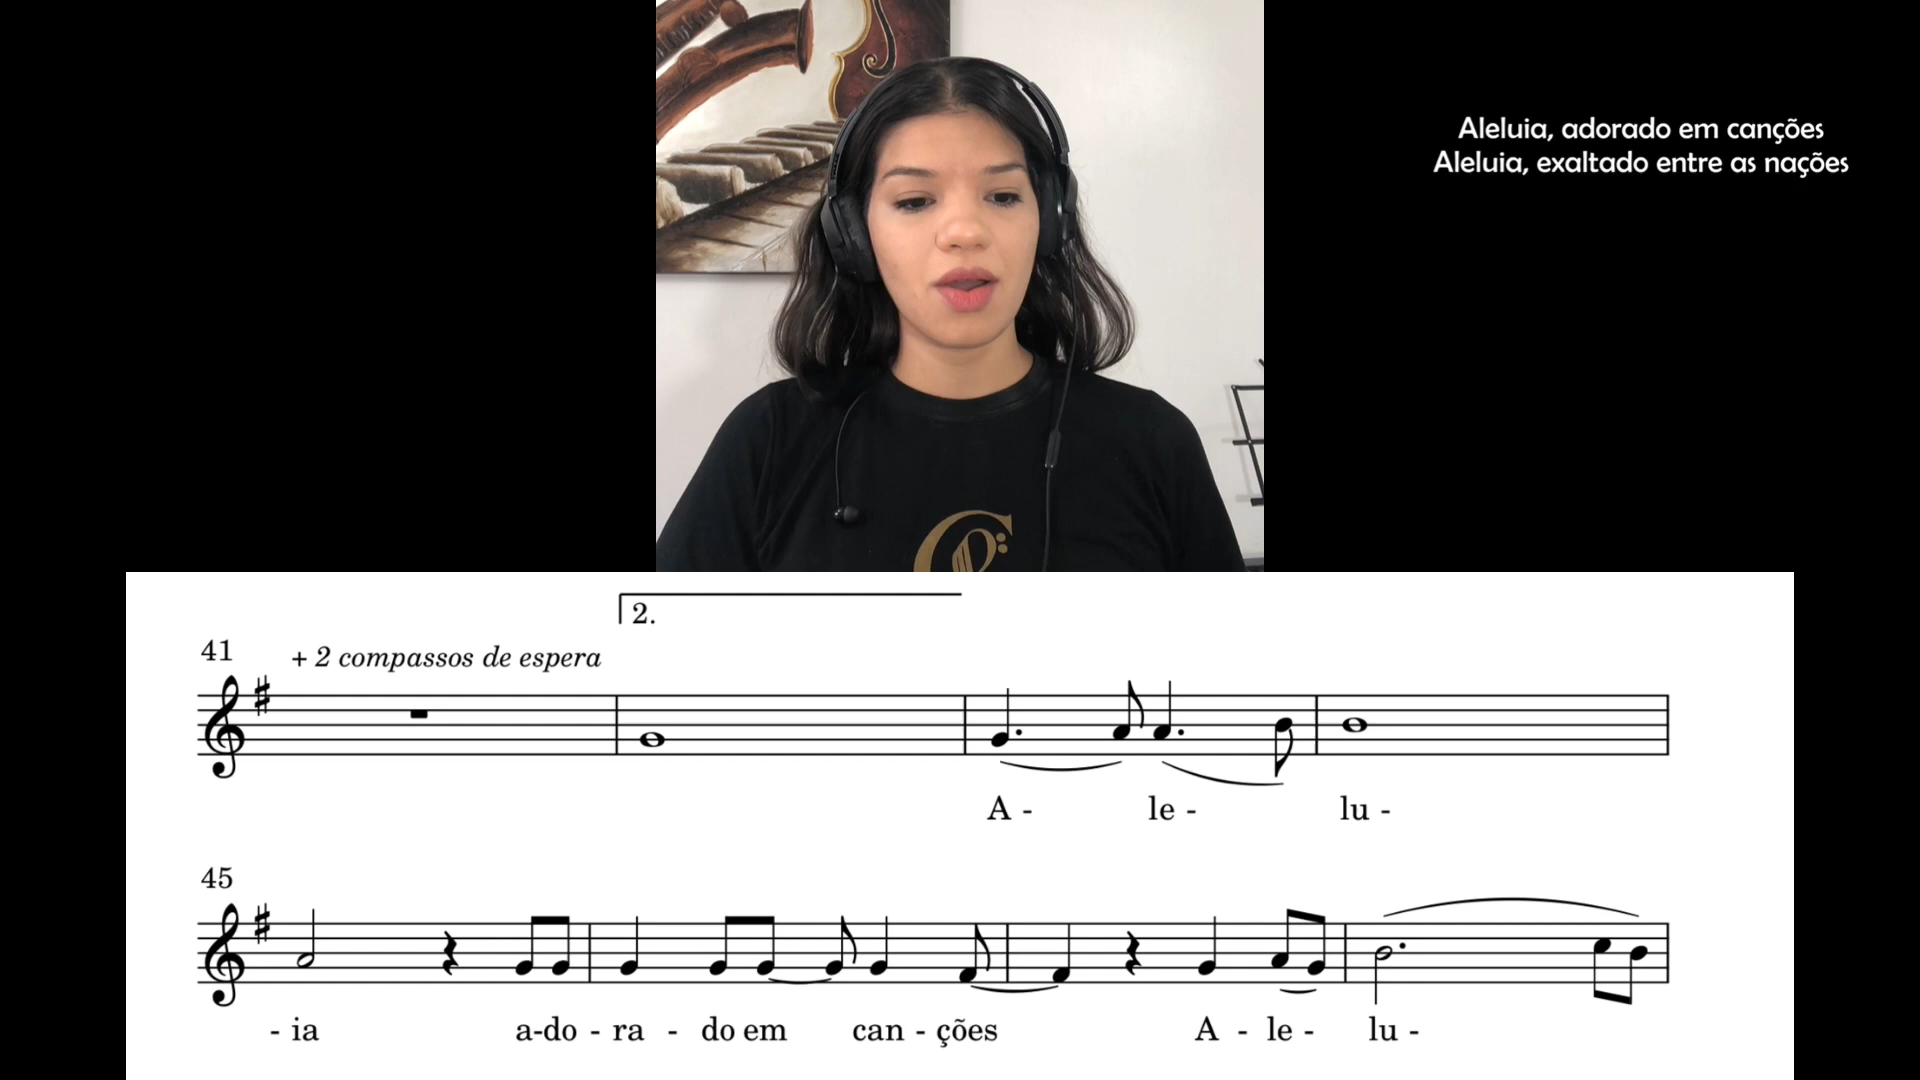 Aleluia, adorado em canções
Aleluia, exaltado entre as nações
2.
41
+ 2 compassos de espera
A - le - lu -
45
- ia a-do - ra - do em can - ções A - le - lu -